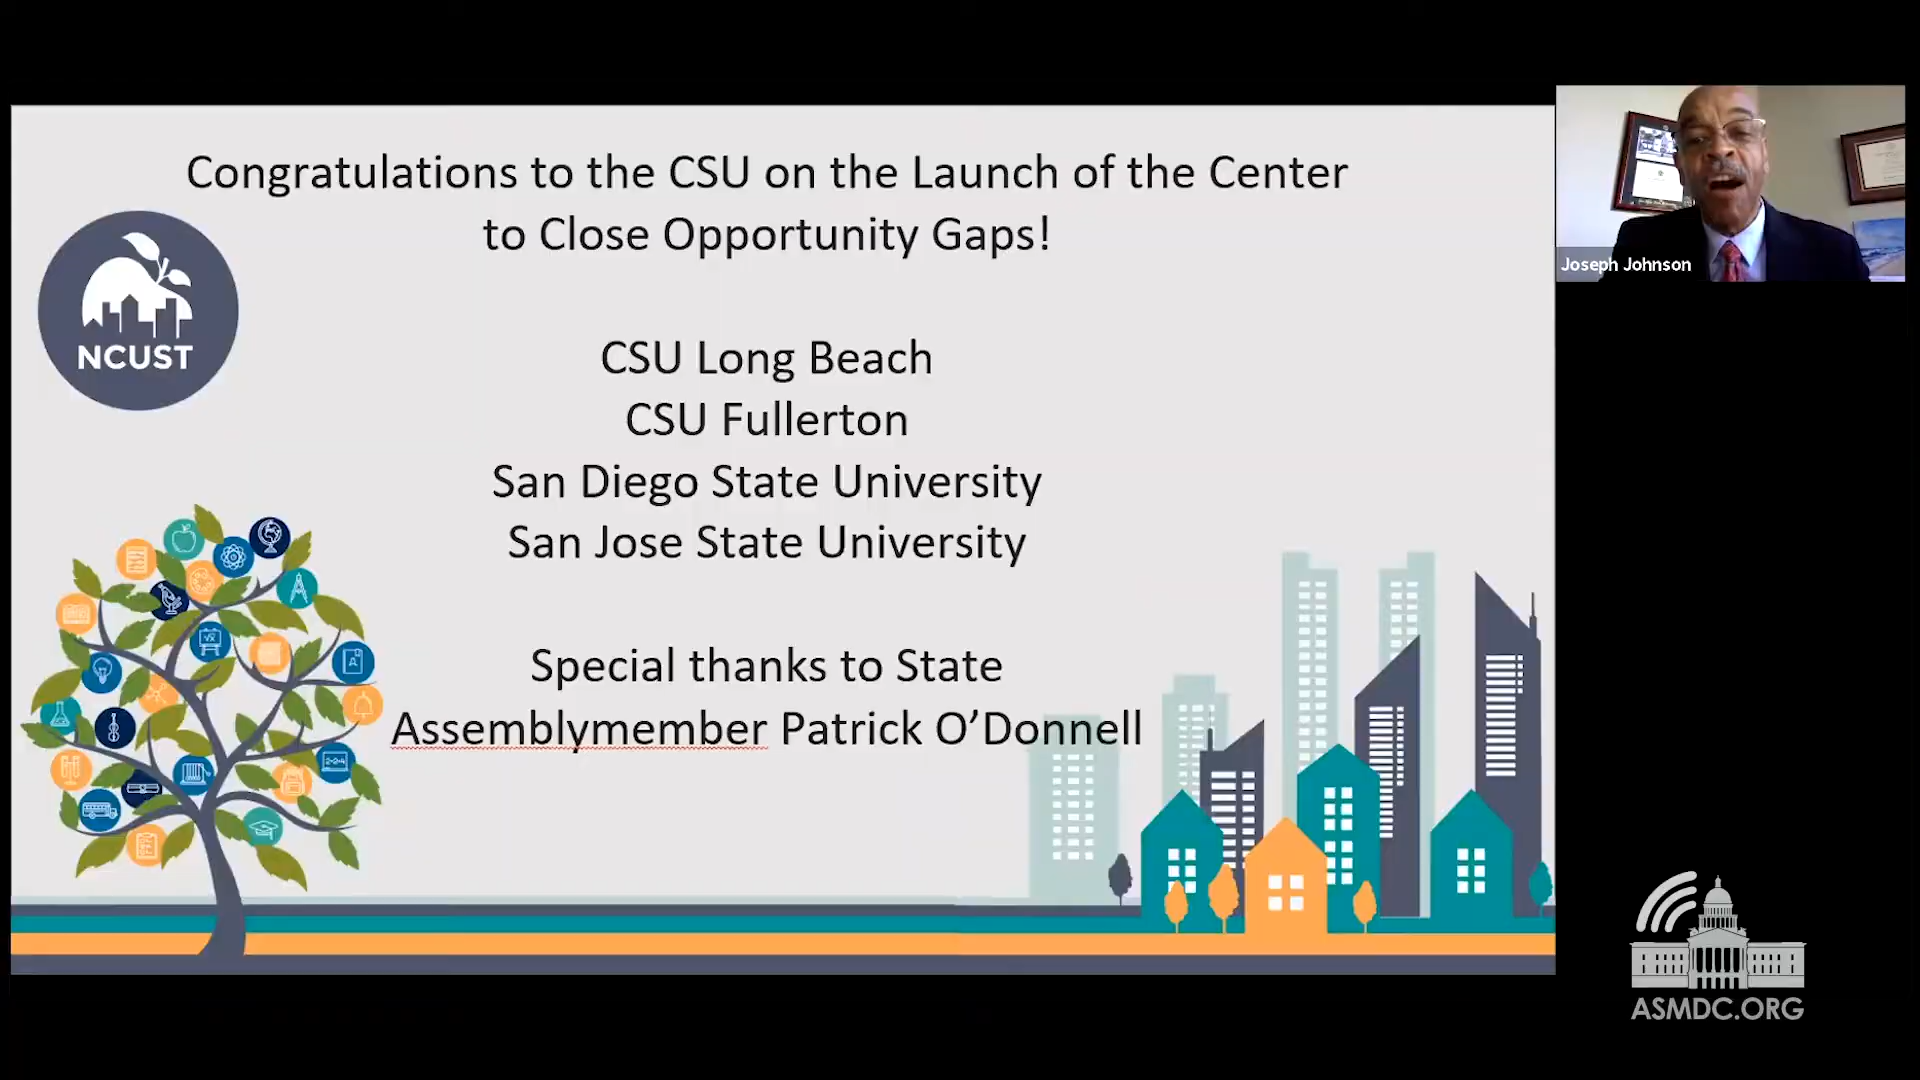 Congratulations to the CSU on the Launch of the Center
to Close Opportunity Gaps!
NCUST
CSU Long Beach
CSU Fullerton
San Diego State University
San Jose State University
Special thanks to State
Assemblymember Patrick O’Donnell
Joseph Johnson
ASMDC.ORG